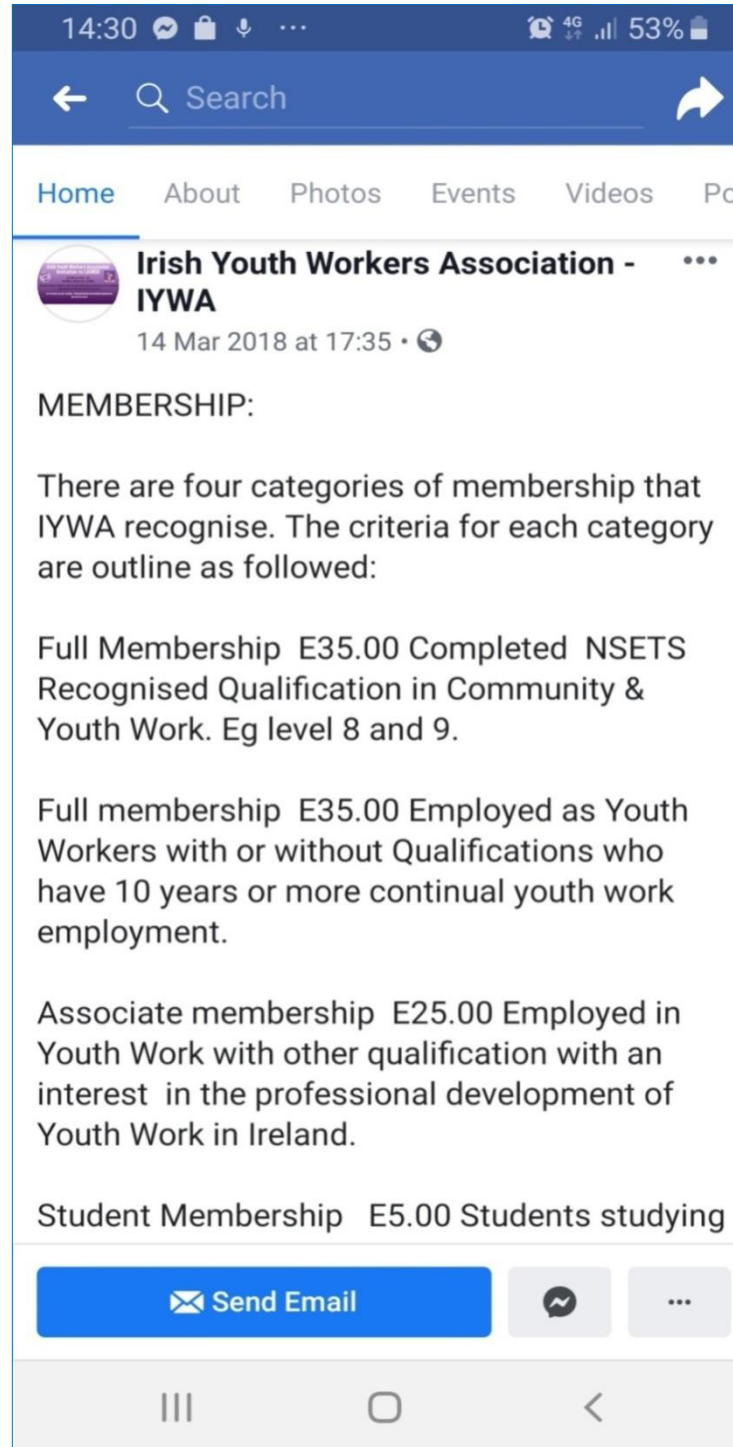 14:30 53%
Search
Home About Photos Events Videos Po
Irish Youth Workers Association -
IYWA
14 Mar 2018 at 17:35 •
MEMBERSHIP:
There are four categories of membership that
IYWA recognise. The criteria for each category
are outline as followed:
Full Membership E35.00 Completed NSETS
Recognised Qualification in Community &
Youth Work. Eg level 8 and 9.
Full membership E35.00 Employed as Youth
Workers with or without Qualifications who
have 10 years or more continual youth work
employment.
Associate membership E25.00 Employed in
Youth Work with other qualification with an
interest in the professional development of
Youth Work in Ireland.
Student Membership E5.00 Students studying
Send Email